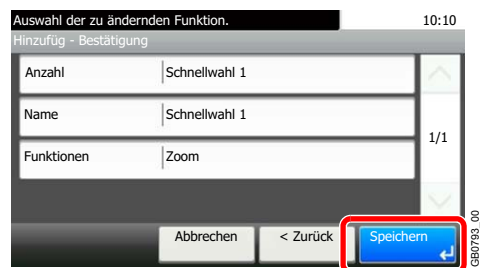 Auswahl der zu ändernden Funktion. 10:10
Hinzufüg - Bestätigung
Anzahl Schnellwahl 1
Name Schnellwahl 1
1/1
Funktionen Zoom
Abbrechen < Zurück Speichern
GB0793_00